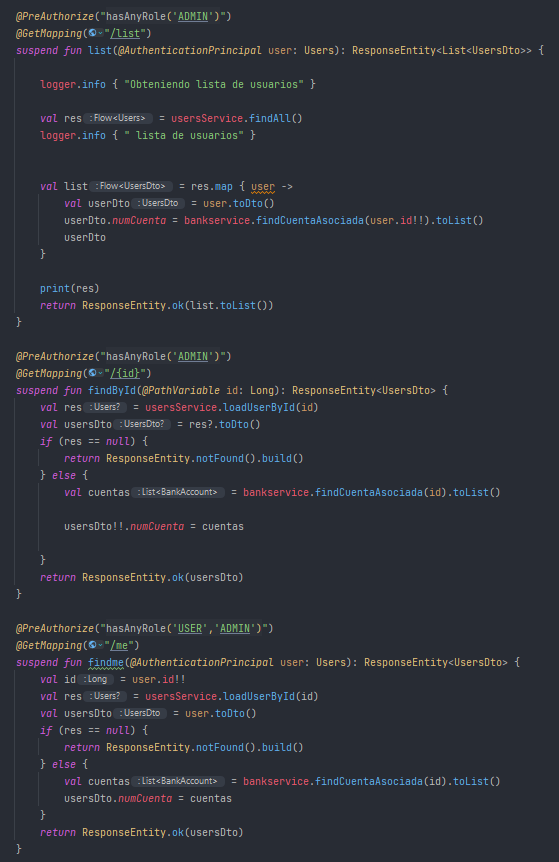 @PreAuthorize("hasAnyRole('ADMIN')")
@GetMapping("/list")
suspend fun list(@AuthenticationPrincipal user: Users): ResponseEntity<List<UsersDto>> {
logger.info { "Obteniendo lista de usuarios" }
val res :Flow<Users> = usersService.findAll()
logger.info { " lista de usuarios" }
val list :Flow<UsersDto> = res.map { user ->
val userDto :UsersDto = user.toDto()
userDto.numCuenta = bankservice.findCuentaAsociada(user.id!!).toList()
userDto
}
print(res)
return ResponseEntity.ok(list.toList())
}
@PreAuthorize("hasAnyRole('ADMIN')")
@GetMapping("/{id}")
suspend fun findById(@PathVariable id: Long): ResponseEntity<UsersDto> {
val res :Users? = usersService.loadUserById(id)
val usersDto :UsersDto? = res?.toDto()
if (res == null) {
return ResponseEntity.notFound().build()
} else {
val cuentas :List<BankAccount> = bankservice.findCuentaAsociada(id).toList()
usersDto!!.numCuenta = cuentas
}
return ResponseEntity.ok(usersDto)
}
@PreAuthorize("hasAnyRole('USER','ADMIN')")
@GetMapping("/me")
suspend fun findme(@AuthenticationPrincipal user: Users): ResponseEntity<UsersDto> {
val id :Long = user.id!!
val res :Users? = usersService.loadUserById(id)
val usersDto :UsersDto = user.toDto()
if (res == null) {
return ResponseEntity.notFound().build()
} else {
val cuentas :List<BankAccount> = bankservice.findCuentaAsociada(id).toList()
usersDto.numCuenta = cuentas
}
return ResponseEntity.ok(usersDto)
}